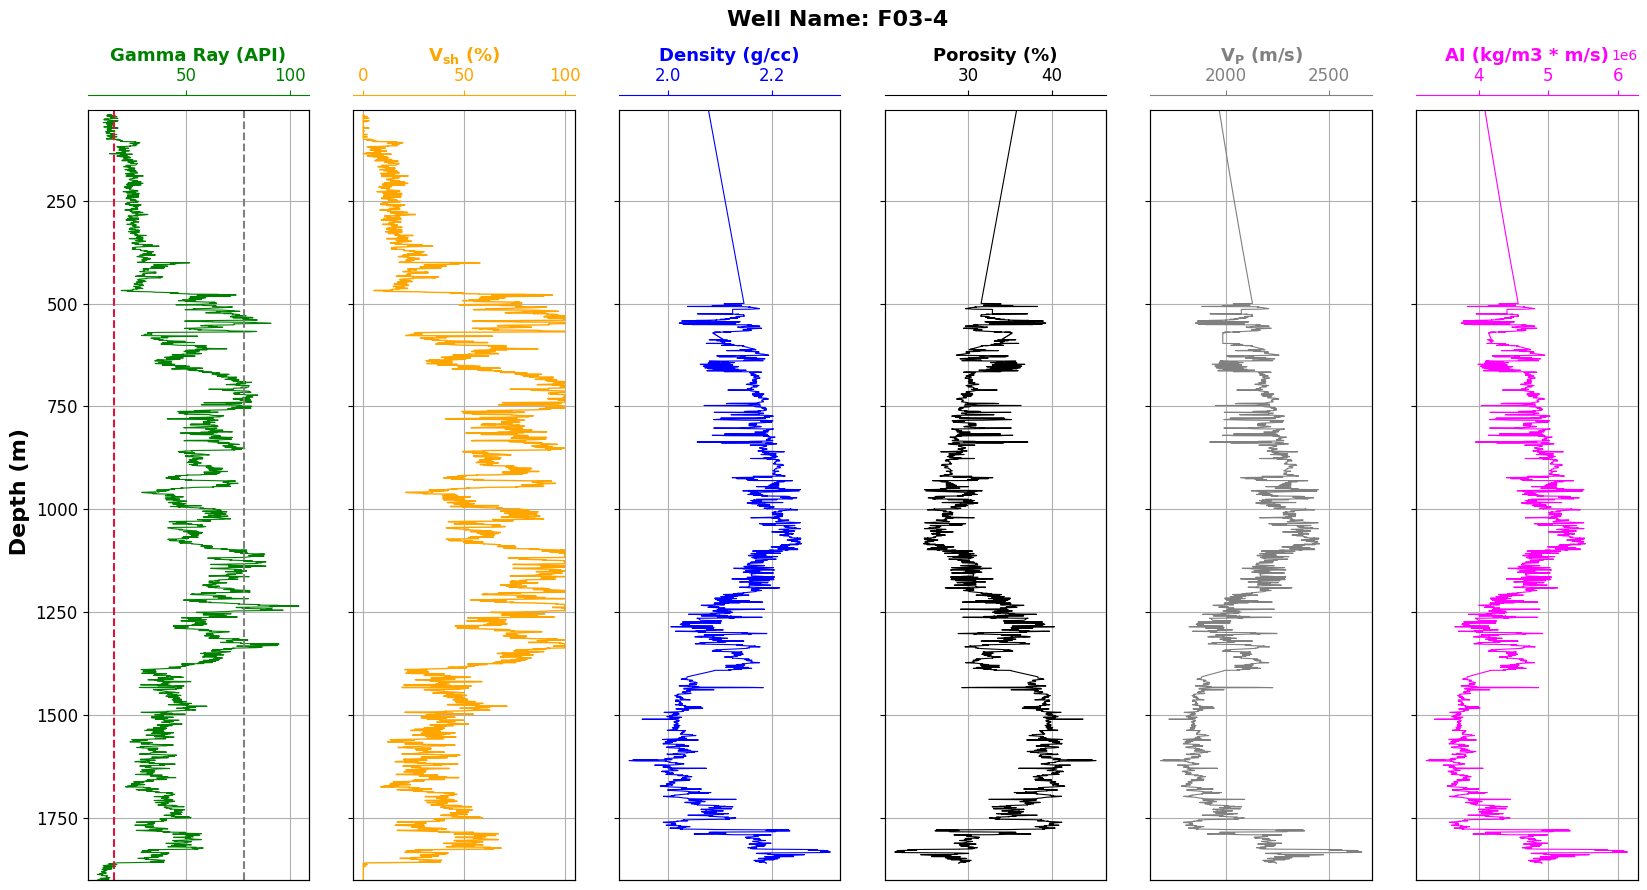 Well Name: F03-4
Gamma Ray (API) Vsh (%) Density (g/cc) Porosity (%) VP (m/s) AI (kg/m3 * m/s) 1e6
50 100 0 50 100 2.0 2.2 30 40 2000 2500 4 5 6
250
500
750
1000
1250
1500
1750
Depth (m)